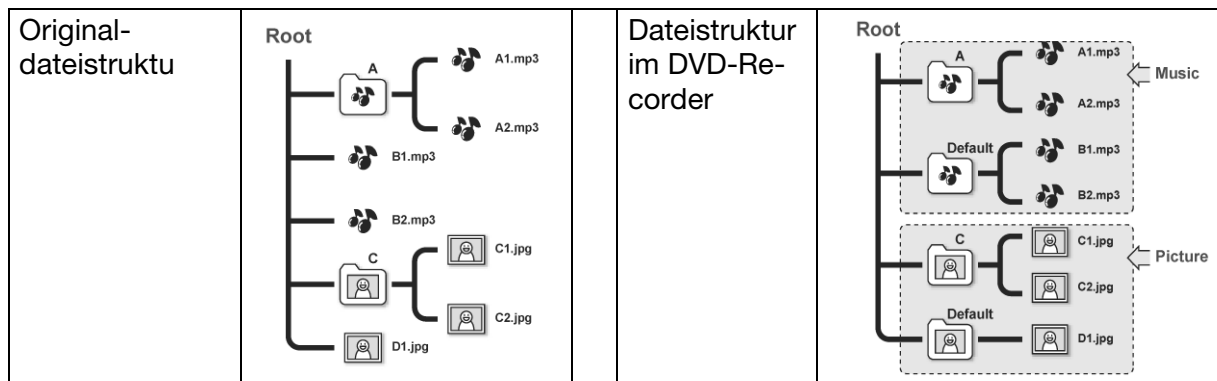 Original-
dateistruktu
Root
A
A1.mp3
A2.mp3
B1.mp3
B2.mp3
C
C1.jpg
C2.jpg
D1.jpg
Dateistruktur
im DVD-Re-
corder
Root
A
A1.mp3
A2.mp3
Music
Default
B1.mp3
B2.mp3
C
C1.jpg
C2.jpg
Picture
Default
D1.jpg